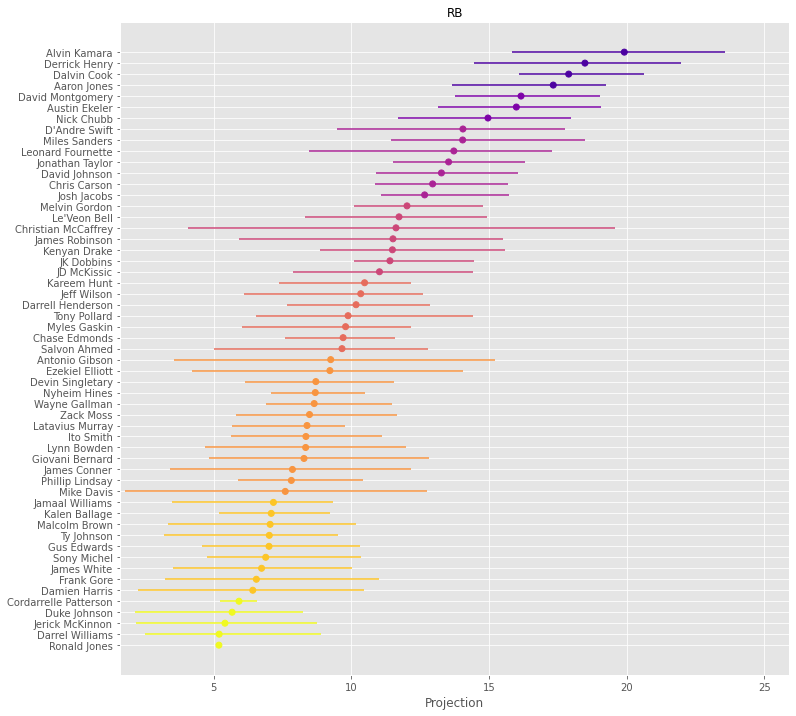 RB
Alvin Kamara
Derrick Henry
Dalvin Cook
Aaron Jones
David Montgomery
Austin Ekeler
Nick Chubb
D'Andre Swift
Miles Sanders
Leonard Fournette
Jonathan Taylor
David Johnson
Chris Carson
Josh Jacobs
Melvin Gordon
Le'Veon Bell
Christian McCaffrey
James Robinson
Kenyan Drake
JK Dobbins
JD McKissic
Kareem Hunt
Jeff Wilson
Darrell Henderson
Tony Pollard
Myles Gaskin
Chase Edmonds
Salvon Ahmed
Antonio Gibson
Ezekiel Elliott
Devin Singletary
Nyheim Hines
Wayne Gallman
Zack Moss
Latavius Murray
Ito Smith
Lynn Bowden
Giovani Bernard
James Conner
Phillip Lindsay
Mike Davis
Jamaal Williams
Kalen Ballage
Malcolm Brown
Ty Johnson
Gus Edwards
Sony Michel
James White
Frank Gore
Damien Harris
Cordarrelle Patterson
Duke Johnson
Jerick McKinnon
Darrel Williams
Ronald Jones
5 10 15 20 25
Projection